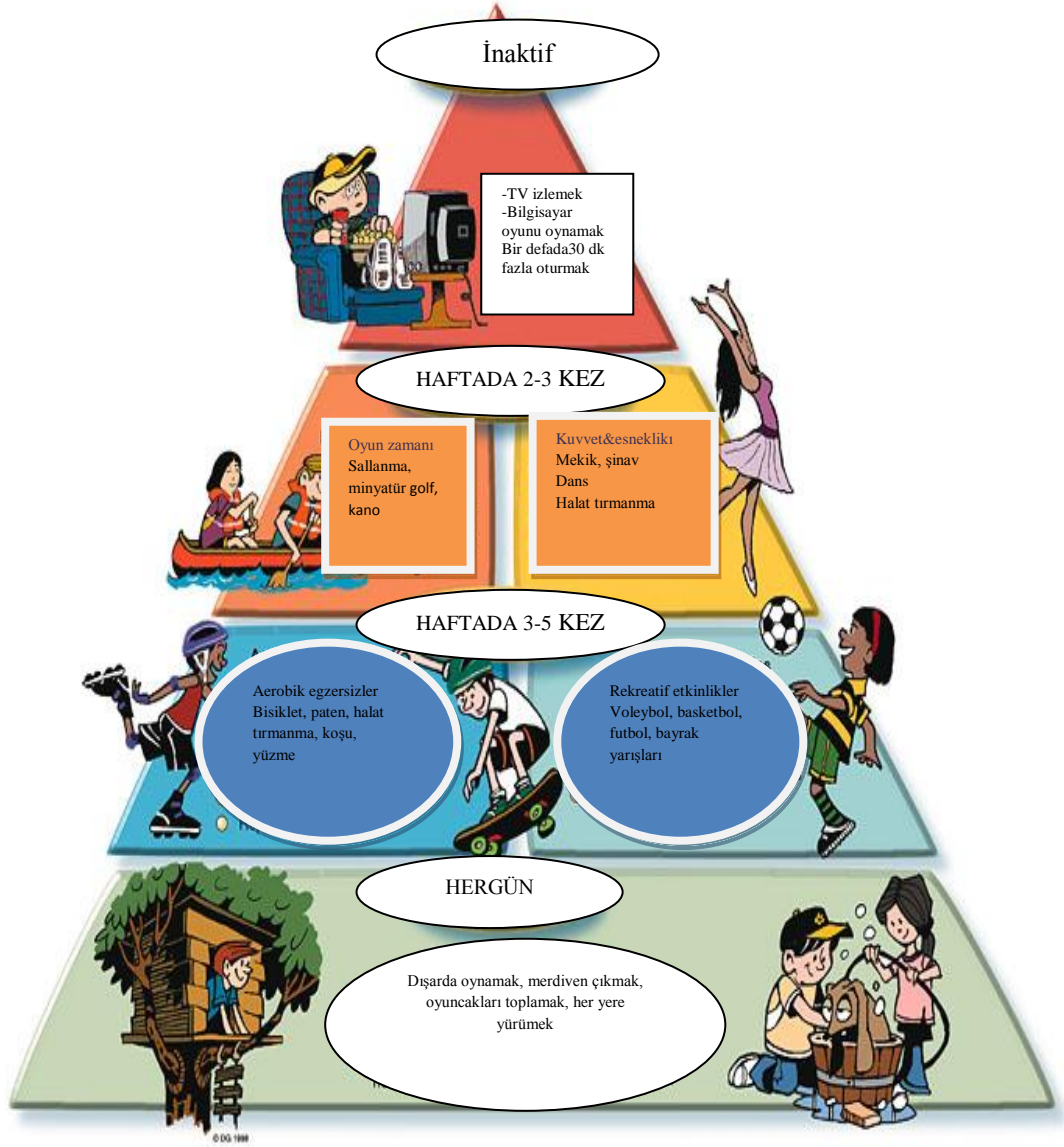 İnaktif
-TV izlemek
-Bilgisayar
oyunu oynamak
Bir defada30 dk
fazla oturmak
HAFTADA 2-3 KEZ
Oyun zamanı
Sallanma,
minyatür golf,
kano
Kuvvet&esneklikı
Mekik, şinav
Dans
Halat tırmanma
HAFTADA 3-5 KEZ
Aerobik egzersizler
Bisiklet, paten, halat
tırmanma, koşu,
yüzme
Rekreatif etkinlikler
Voleybol, basketbol,
futbol, bayrak
yarışları
HERGÜN
Dışarda oynamak, merdiven çıkmak,
oyuncakları toplamak, her yere
yürümek
© DG 1998